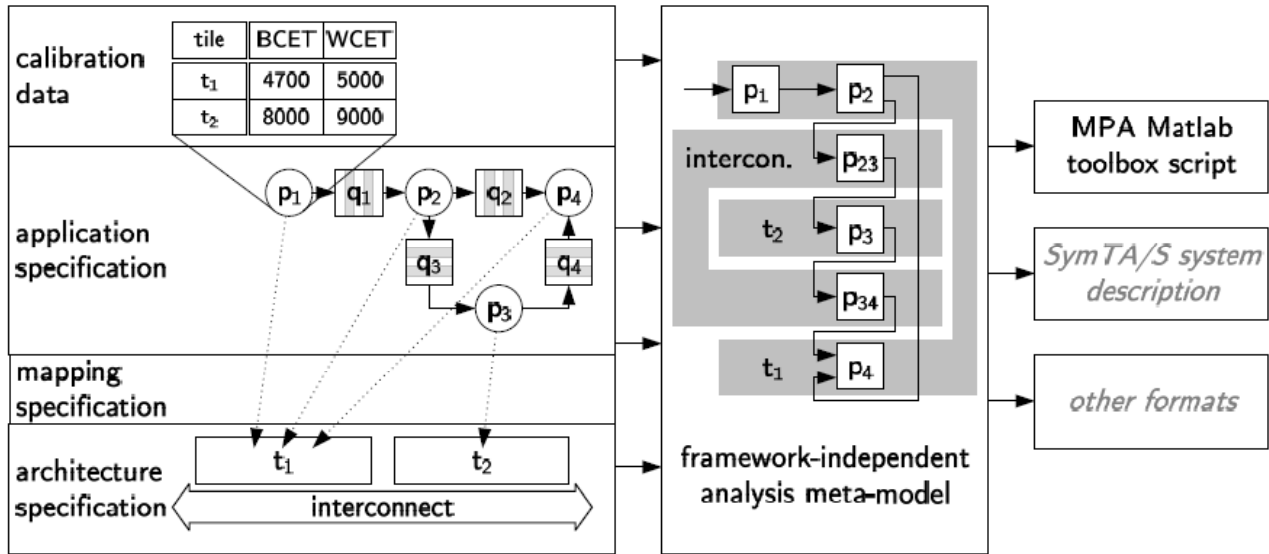 tile BCET WCET
t1 4700 5000
t2 8000 9000
calibration
data
p1 q1 p2 q2 p4
q3 q4
p3
application
specification
mapping
specification
architecture
specification
t1 t2
interconnect
p1 p2
intercon. p23
t2 p3
p34
t1 p4
framework-independent
analysis meta-model
MPA Matlab
toolbox script
SymTA/S system
description
other formats